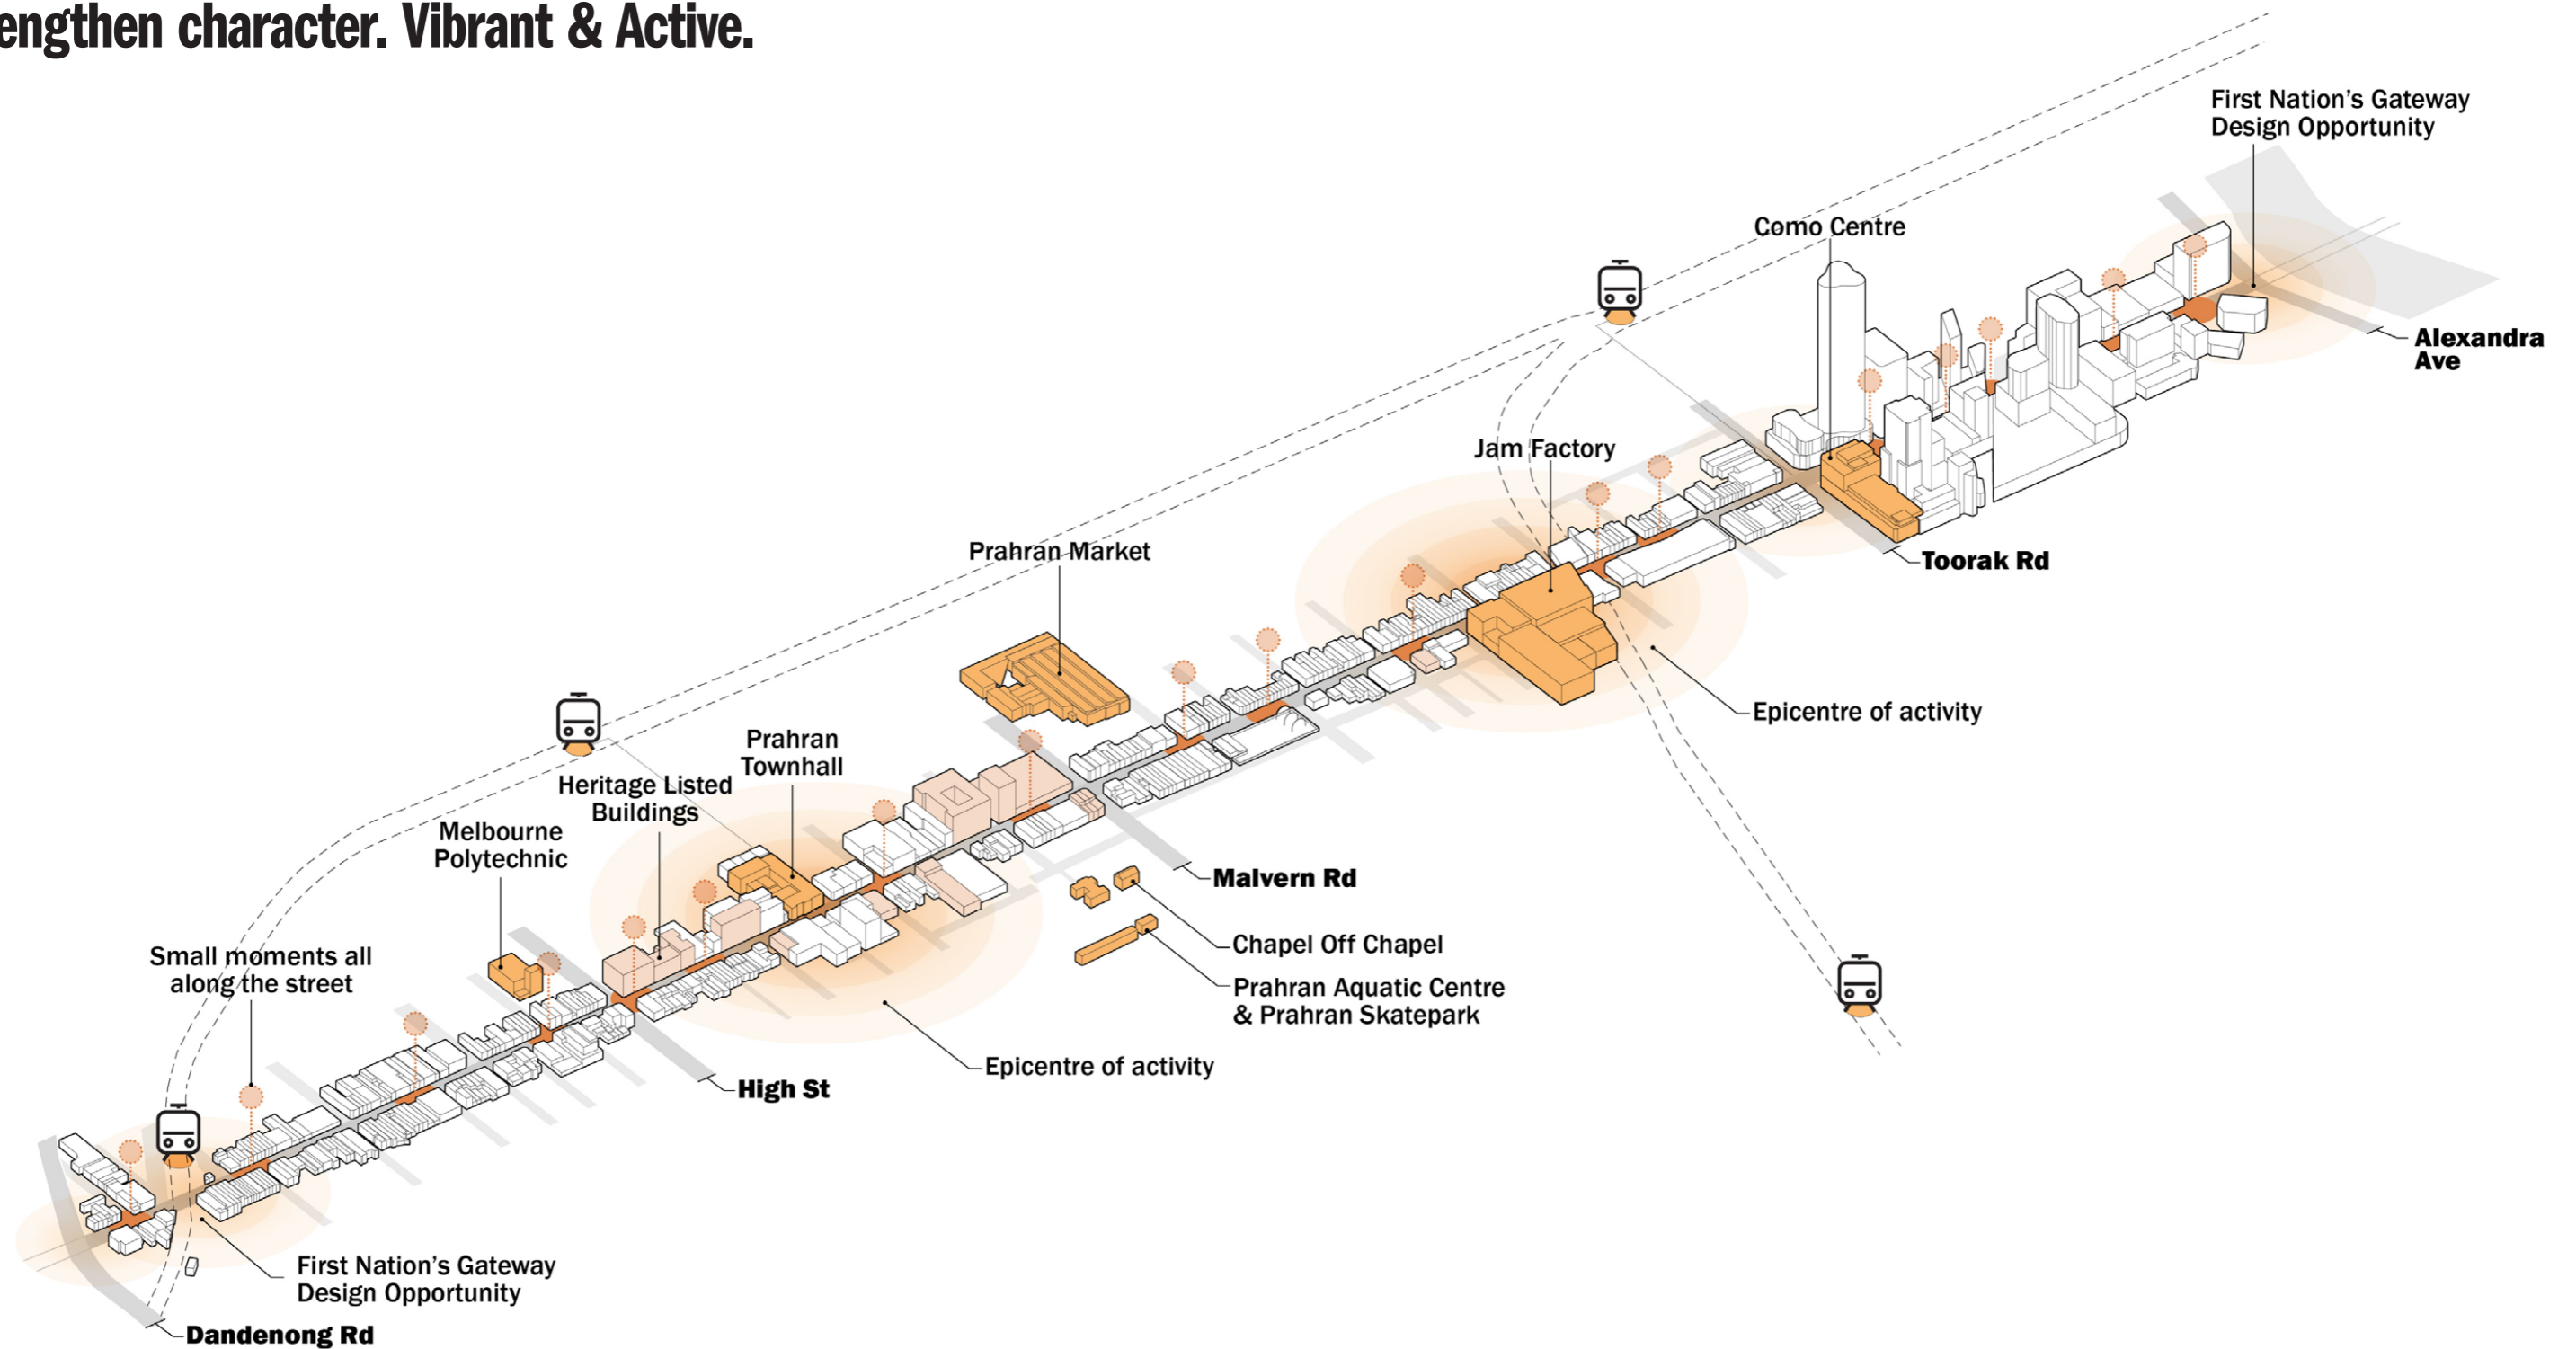 engthen character. Vibrant & Active.
First Nation's Gateway
Design Opportunity
Como Centre
Alexandra
Ave
Jam Factory
Toorak Rd
Prahran Market
Epicentre of activity
Prahran
Townhall
Heritage Listed
Buildings
Melbourne
Polytechnic
Malvern Rd
Chapel Off Chapel
Small moments all
along the street
Prahran Aquatic Centre
& Prahran Skatepark
Epicentre of activity
High St
First Nation's Gateway
Design Opportunity
Dandenong Rd